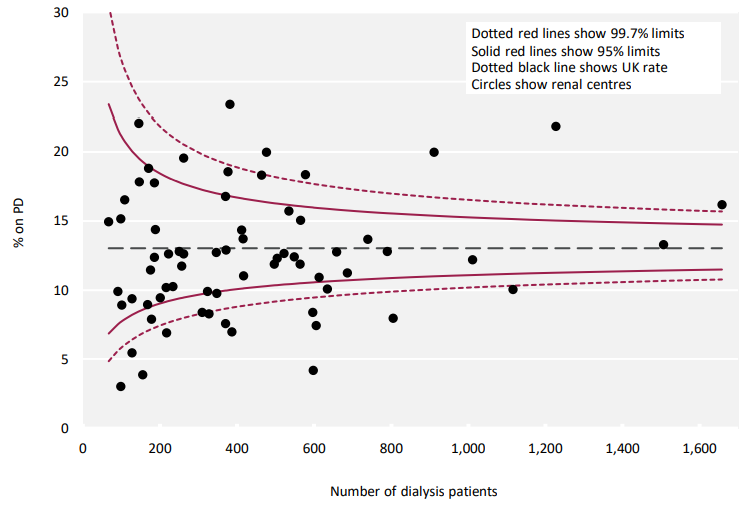 30
Dotted red lines show 99.7% limits
Solid red lines show 95% limits
Dotted black line shows UK rate
Circles show renal centres
25
20
% on PD
15
10
5
0
0 200 400 600 800 1,000 1,200 1,400 1,600
Number of dialysis patients